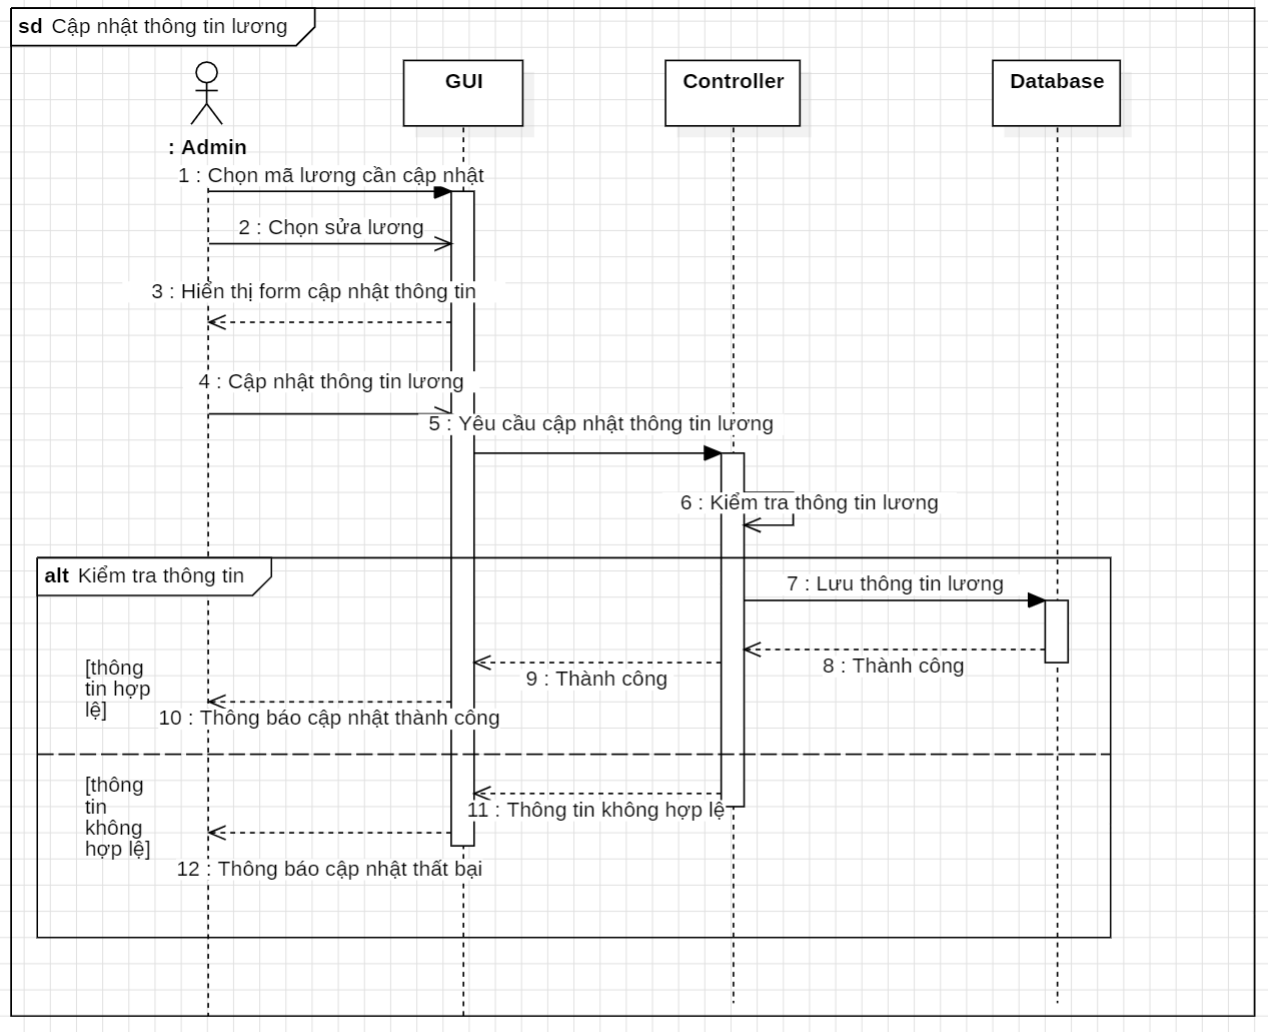 sd Cập nhật thông tin lương
GUI
Controller
Database
: Admin
1 : Chọn mã lương cần cập nhật
2 : Chọn sửa lương
3 : Hiển thị form cập nhật thông tin
4 : Cập nhật thông tin lương
5 : Yêu cầu cập nhật thông tin lương
6 : Kiểm tra thông tin lương
alt Kiểm tra thông tin
7 : Lưu thông tin lương
8 : Thành công
9 : Thành công
[thông
tin hợp
lệ]
10 : Thông báo cập nhật thành công
[thông
tin
không
hợp lệ]
11 : Thông tin không hợp lệ
12 : Thông báo cập nhật thất bại